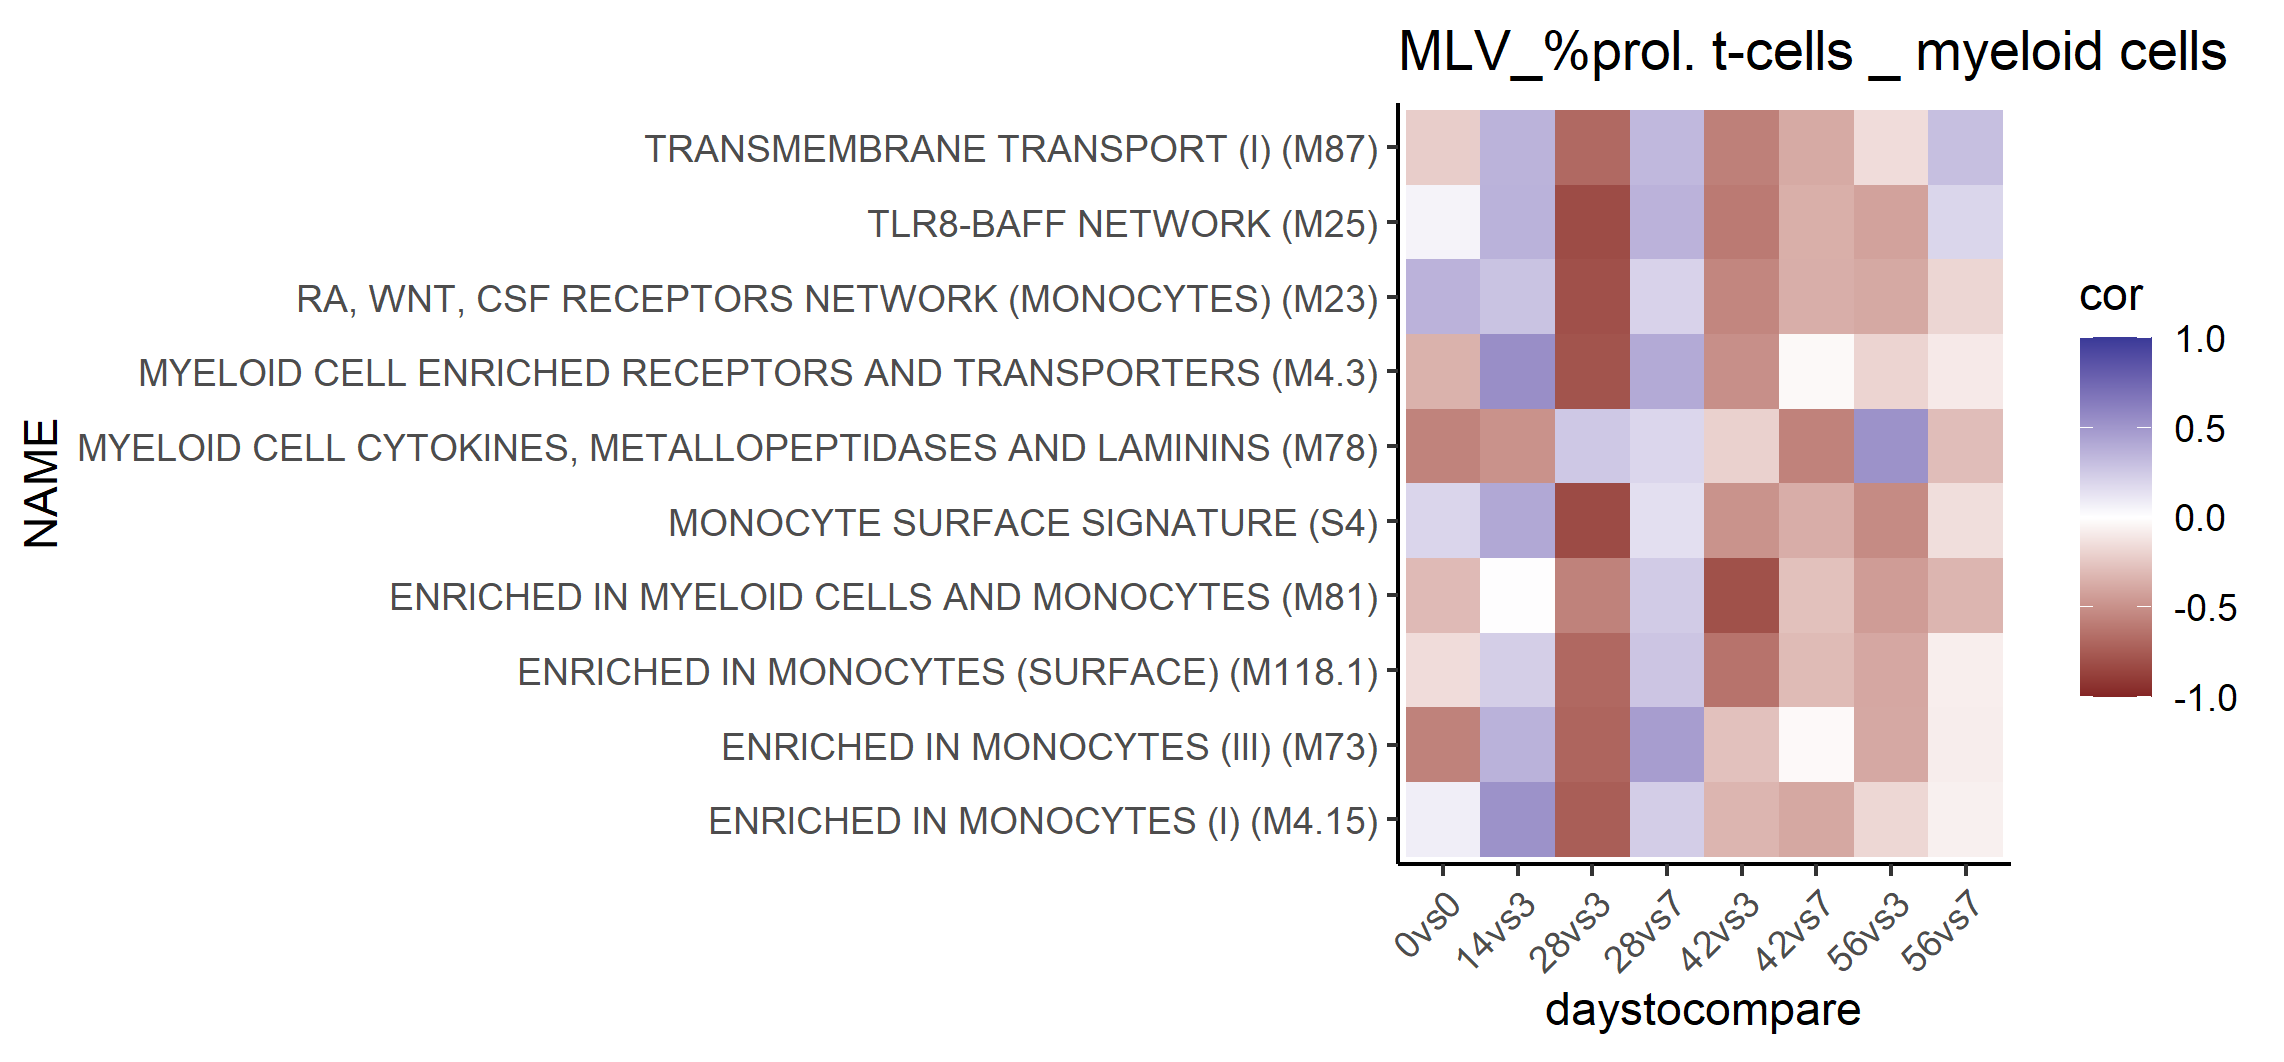 MLV_%prol. t-cells _ myeloid cells
TRANSMEMBRANE TRANSPORT (I) (M87)
TLR8-BAFF NETWORK (M25)
RA, WNT, CSF RECEPTORS NETWORK (MONOCYTES) (M23)
MYELOID CELL ENRICHED RECEPTORS AND TRANSPORTERS (M4.3)
MYELOID CELL CYTOKINES, METALLOPEPTIDASES AND LAMININS (M78)
MONOCYTE SURFACE SIGNATURE (S4)
ENRICHED IN MYELOID CELLS AND MONOCYTES (M81)
ENRICHED IN MONOCYTES (SURFACE) (M118.1)
ENRICHED IN MONOCYTES (III) (M73)
ENRICHED IN MONOCYTES (I) (M4.15)
NAME
0vs0
14vs3
28vs3
28vs7
42vs3
42vs7
56vs3
56vs7
daystocompare
cor
1.0
0.5
0.0
-0.5
-1.0